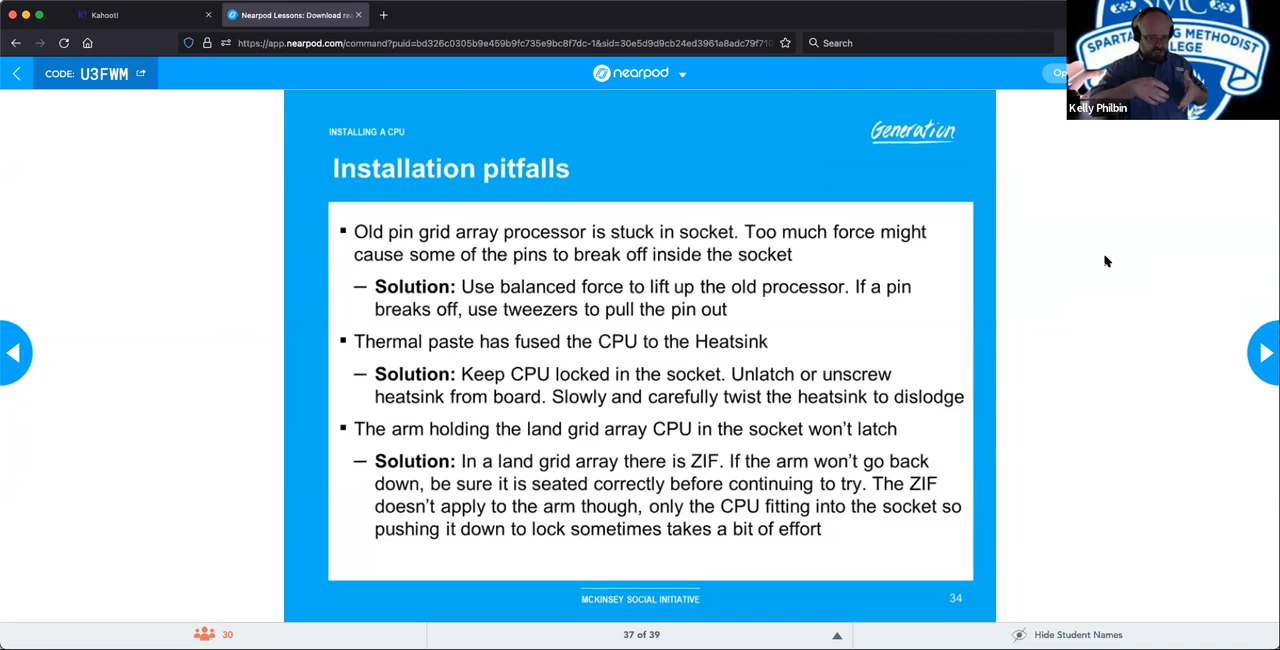 Kahoot!
Nearpod Lessons: Download re
https://app.nearpod.com/command?puid=bd326c0305b9e459b9fc735e9bc8f7dc-1&sid=30e5d9d9cb24ed3961a8adc79f710
Search
CODE: U3FWM
nearpod
Op
SMC
SPARTANBURG METHODIST
COLLEGE
Kelly Philbin
INSTALLING A CPU
Generation
Installation pitfalls
▪ Old pin grid array processor is stuck in socket. Too much force might
cause some of the pins to break off inside the socket
– Solution: Use balanced force to lift up the old processor. If a pin
breaks off, use tweezers to pull the pin out
▪ Thermal paste has fused the CPU to the Heatsink
– Solution: Keep CPU locked in the socket. Unlatch or unscrew
heatsink from board. Slowly and carefully twist the heatsink to dislodge
▪ The arm holding the land grid array CPU in the socket won't latch
– Solution: In a land grid array there is ZIF. If the arm won't go back
down, be sure it is seated correctly before continuing to try. The ZIF
doesn't apply to the arm though, only the CPU fitting into the socket so
pushing it down to lock sometimes takes a bit of effort
MCKINSEY SOCIAL INITIATIVE
34
30
37 of 39
Hide Student Names